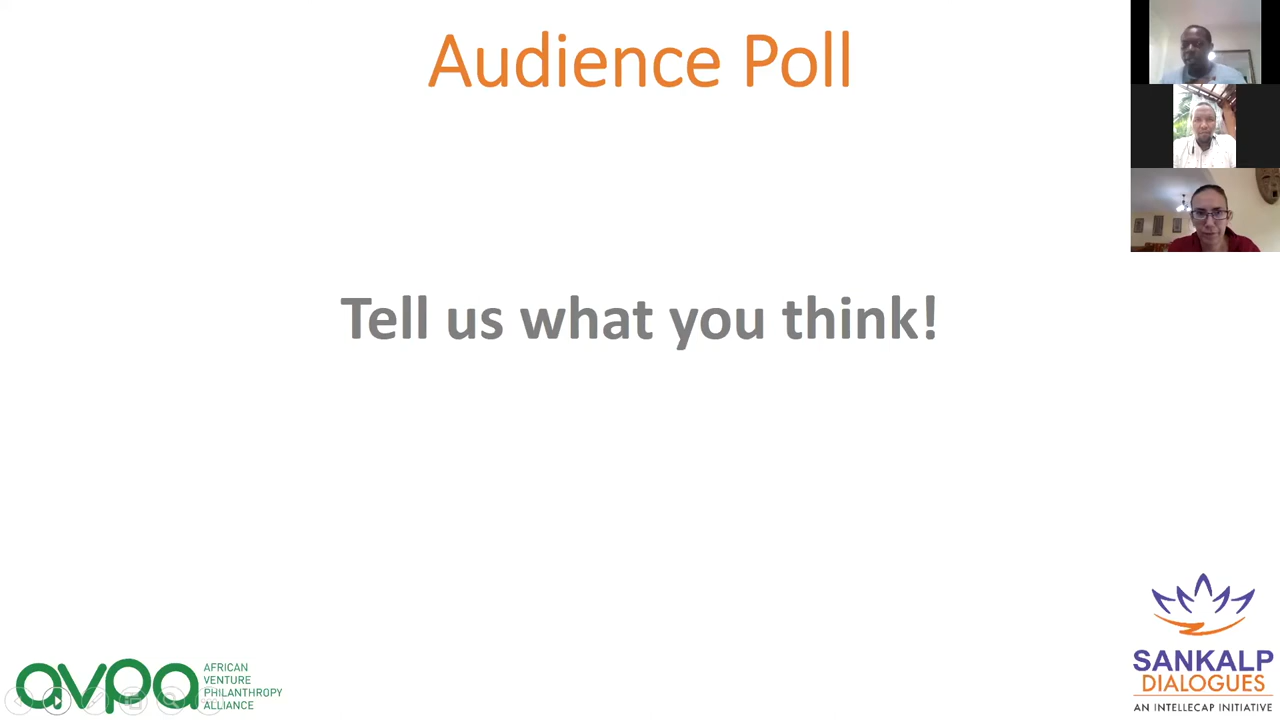 Audience Poll
Tell us what you think!
avpa
AFRICAN
VENTURE
PHILANTHROPY
ALLIANCE
SANKALP
DIALOGUES
AN INTELLECAP INITIATIVE